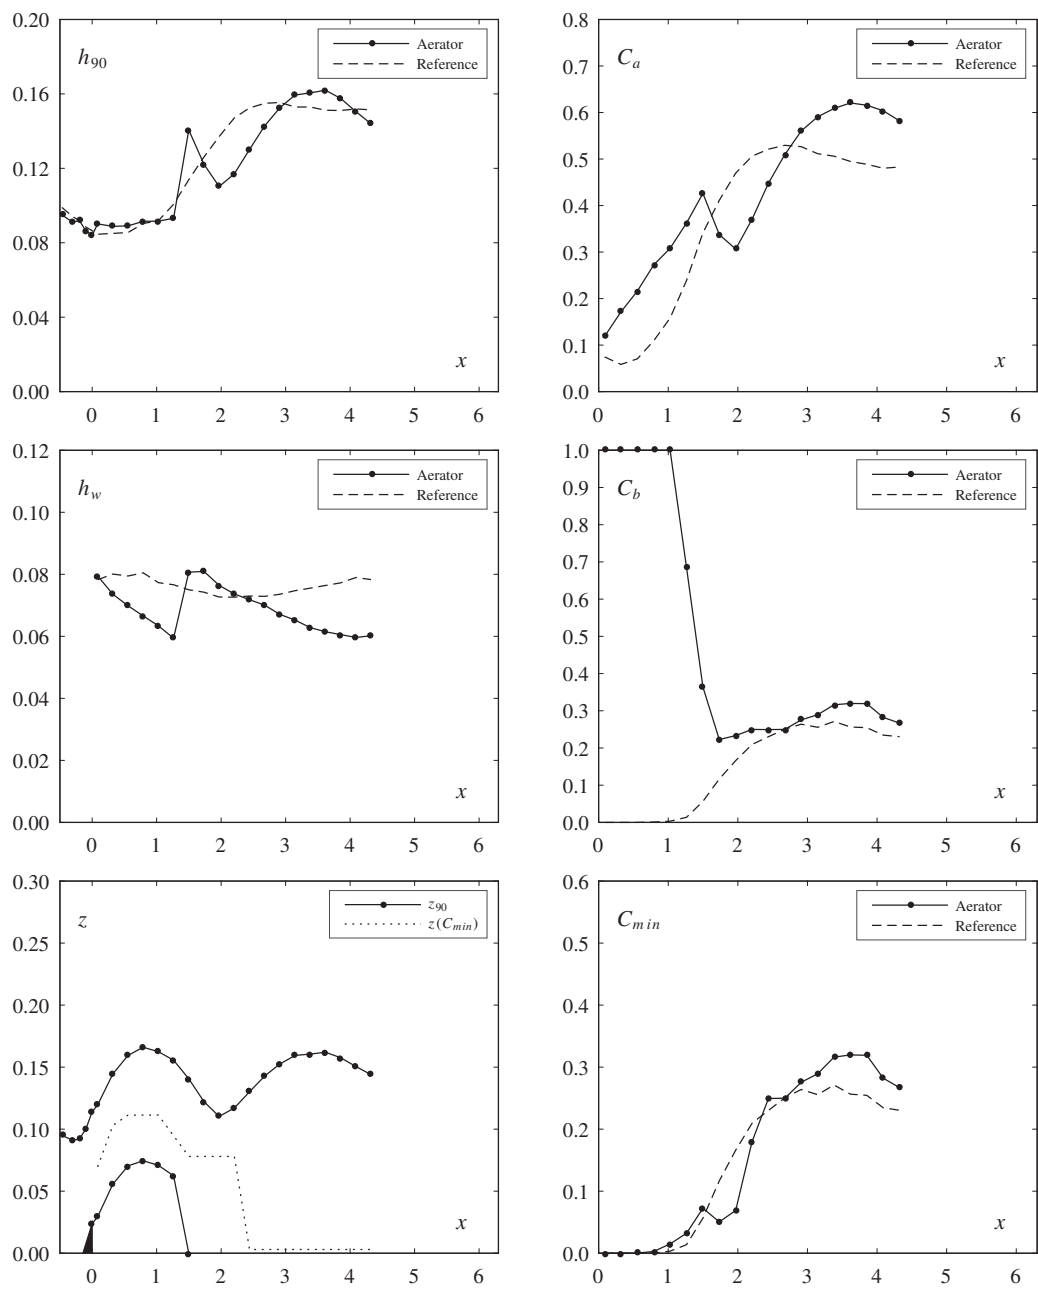 0.20
0.16
0.12
0.08
0.04
0.00
h90
Aerator
Reference
x
0 1 2 3 4 5 6
0.8
0.7
0.6
0.5
0.4
0.3
0.2
0.1
0.0
Ca
Aerator
Reference
x
0 1 2 3 4 5 6
0.12
0.10
0.08
0.06
0.04
0.02
0.00
hw
Aerator
Reference
x
0 1 2 3 4 5 6
1.0
0.9
0.8
0.7
0.6
0.5
0.4
0.3
0.2
0.1
0.0
Cb
Aerator
Reference
x
0 1 2 3 4 5 6
0.30
0.25
0.20
0.15
0.10
0.05
0.00
z
z90
z(Cmin)
x
0 1 2 3 4 5 6
0.6
0.5
0.4
0.3
0.2
0.1
0.0
Cmin
Aerator
Reference
x
0 1 2 3 4 5 6